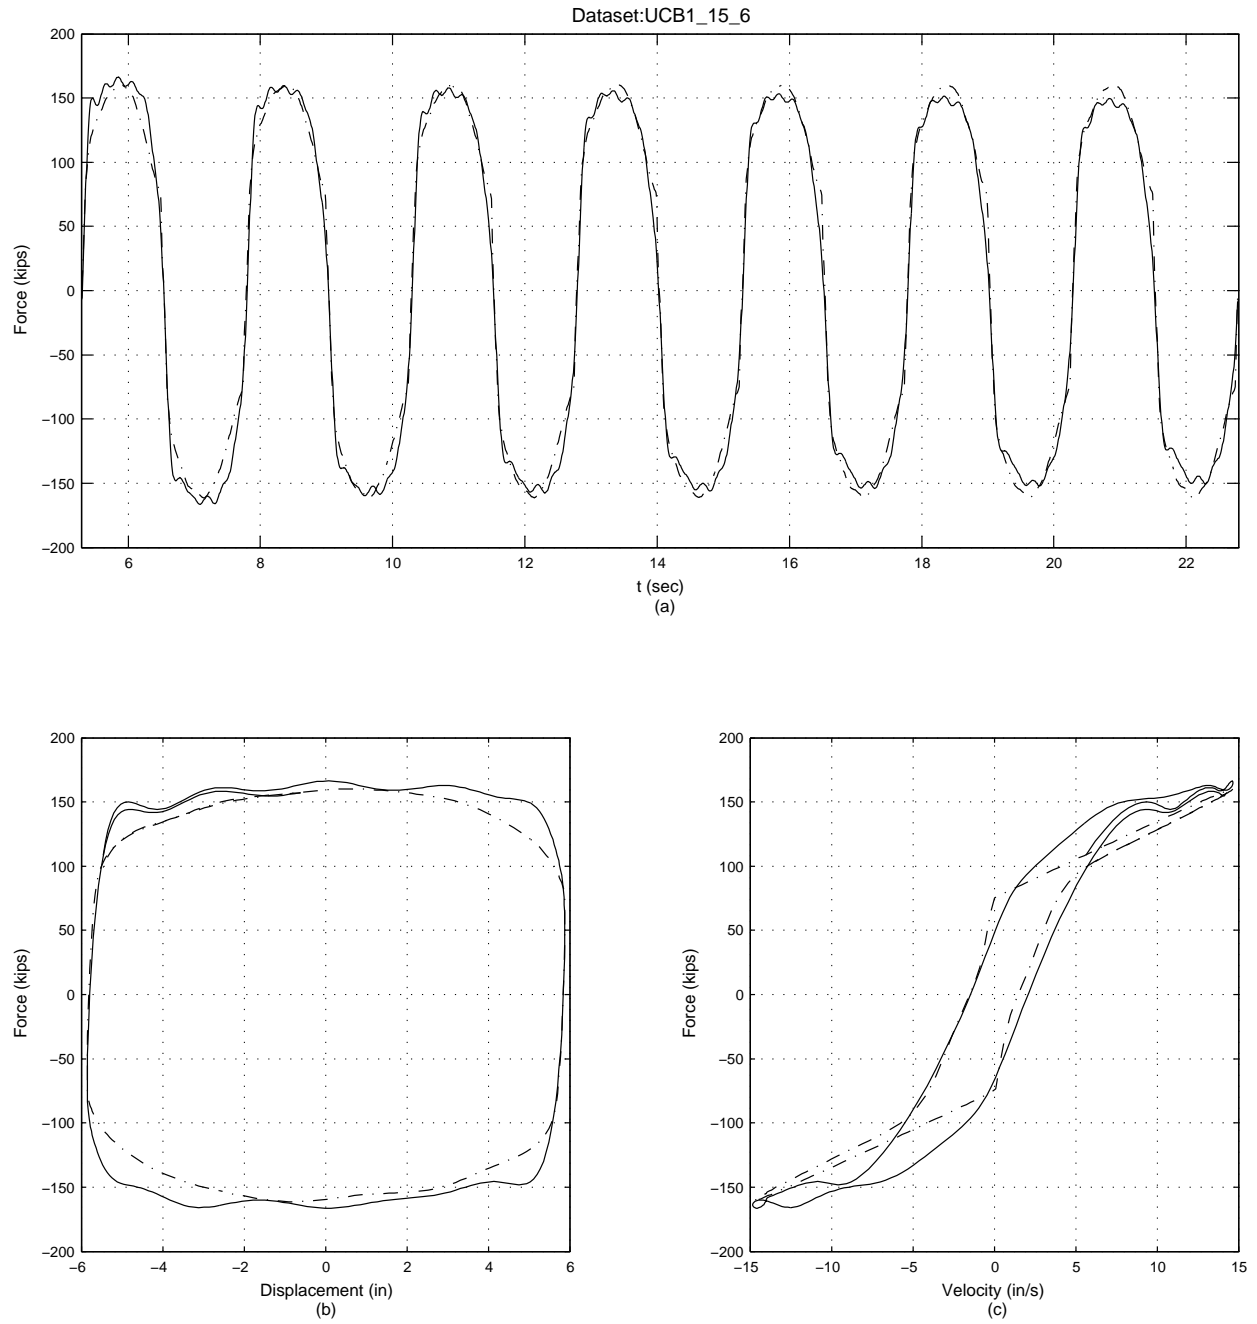 Dataset:UCB1_15_6
200
150
100
50
0
−50
−100
−150
−200
Force (kips)
6 8 10 12 14 16 18 20 22
t (sec)
(a)
200
150
100
50
0
−50
−100
−150
−200
Force (kips)
−6 −4 −2 0 2 4 6
Displacement (in)
(b)
200
150
100
50
0
−50
−100
−150
−200
Force (kips)
−15 −10 −5 0 5 10 15
Velocity (in/s)
(c)